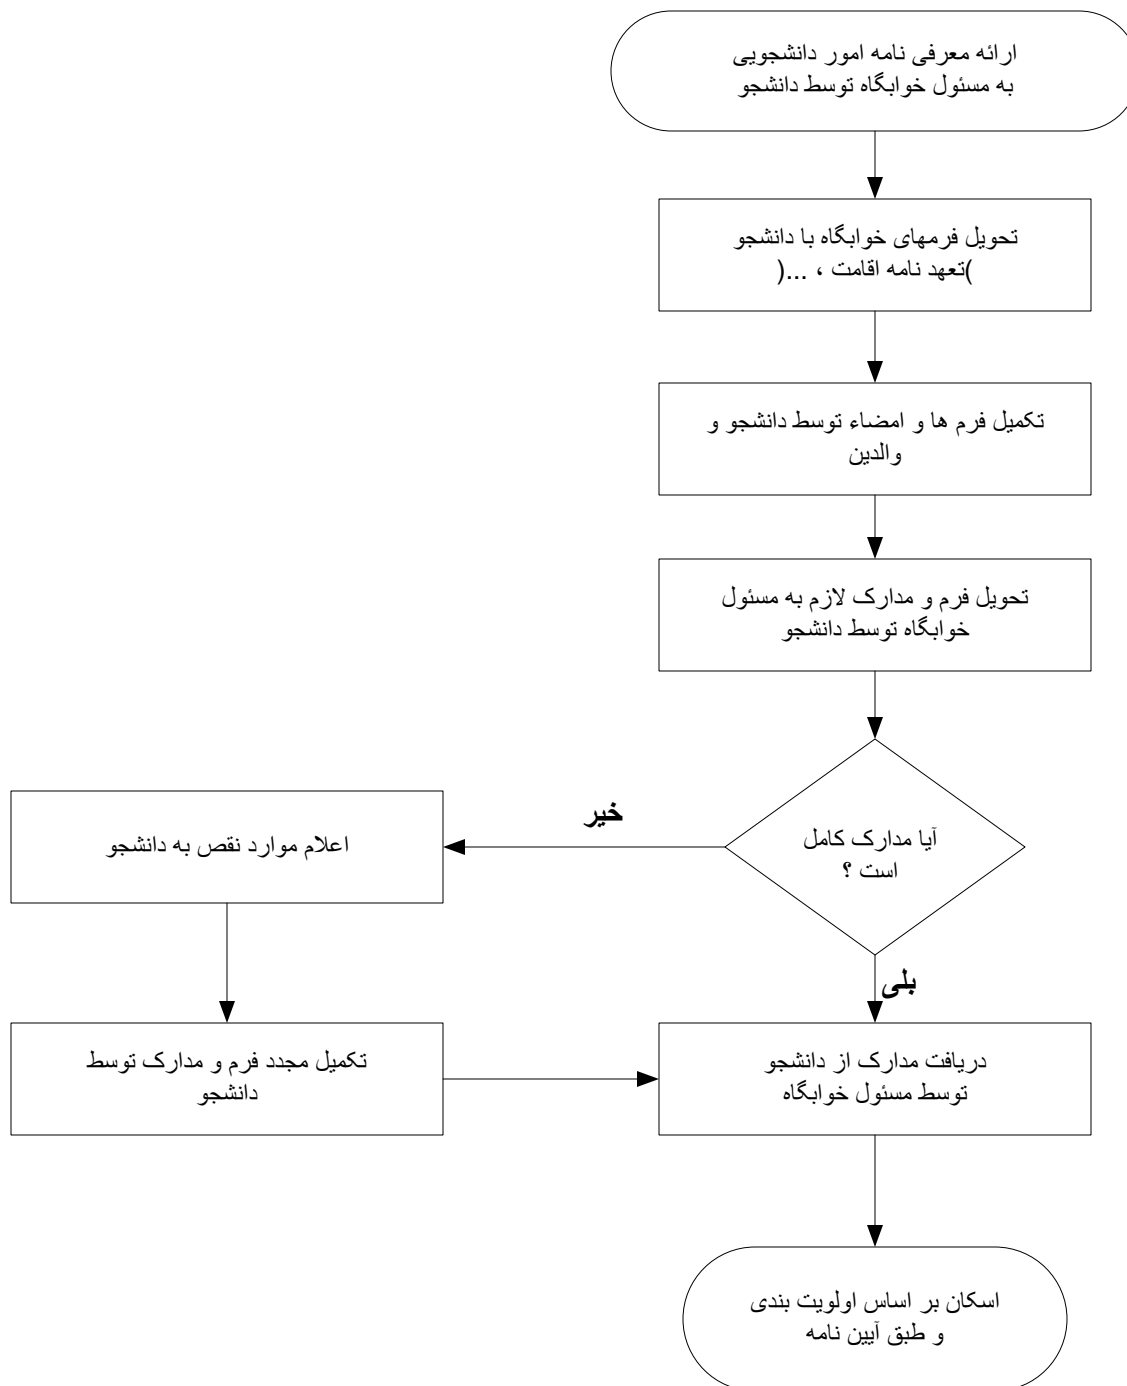 ارائه معرفی نامه امور دانشجویی
به مسئول خوابگاه توسط دانشجو
تحویل فرمهای خوابگاه با دانشجو
)تعهد نامه اقامت ، ...(
تکمیل فرم ها و امضاء توسط دانشجو و
والدین
تحویل فرم و مدارک لازم به مسئول
خوابگاه توسط دانشجو
آیا مدارک کامل
است ؟
خیر
اعلام موارد نقص به دانشجو
بلی
تکمیل مجدد فرم و مدارک توسط
دانشجو
دریافت مدارک از دانشجو
توسط مسئول خوابگاه
اسکان بر اساس اولویت بندی
و طبق آیین نامه